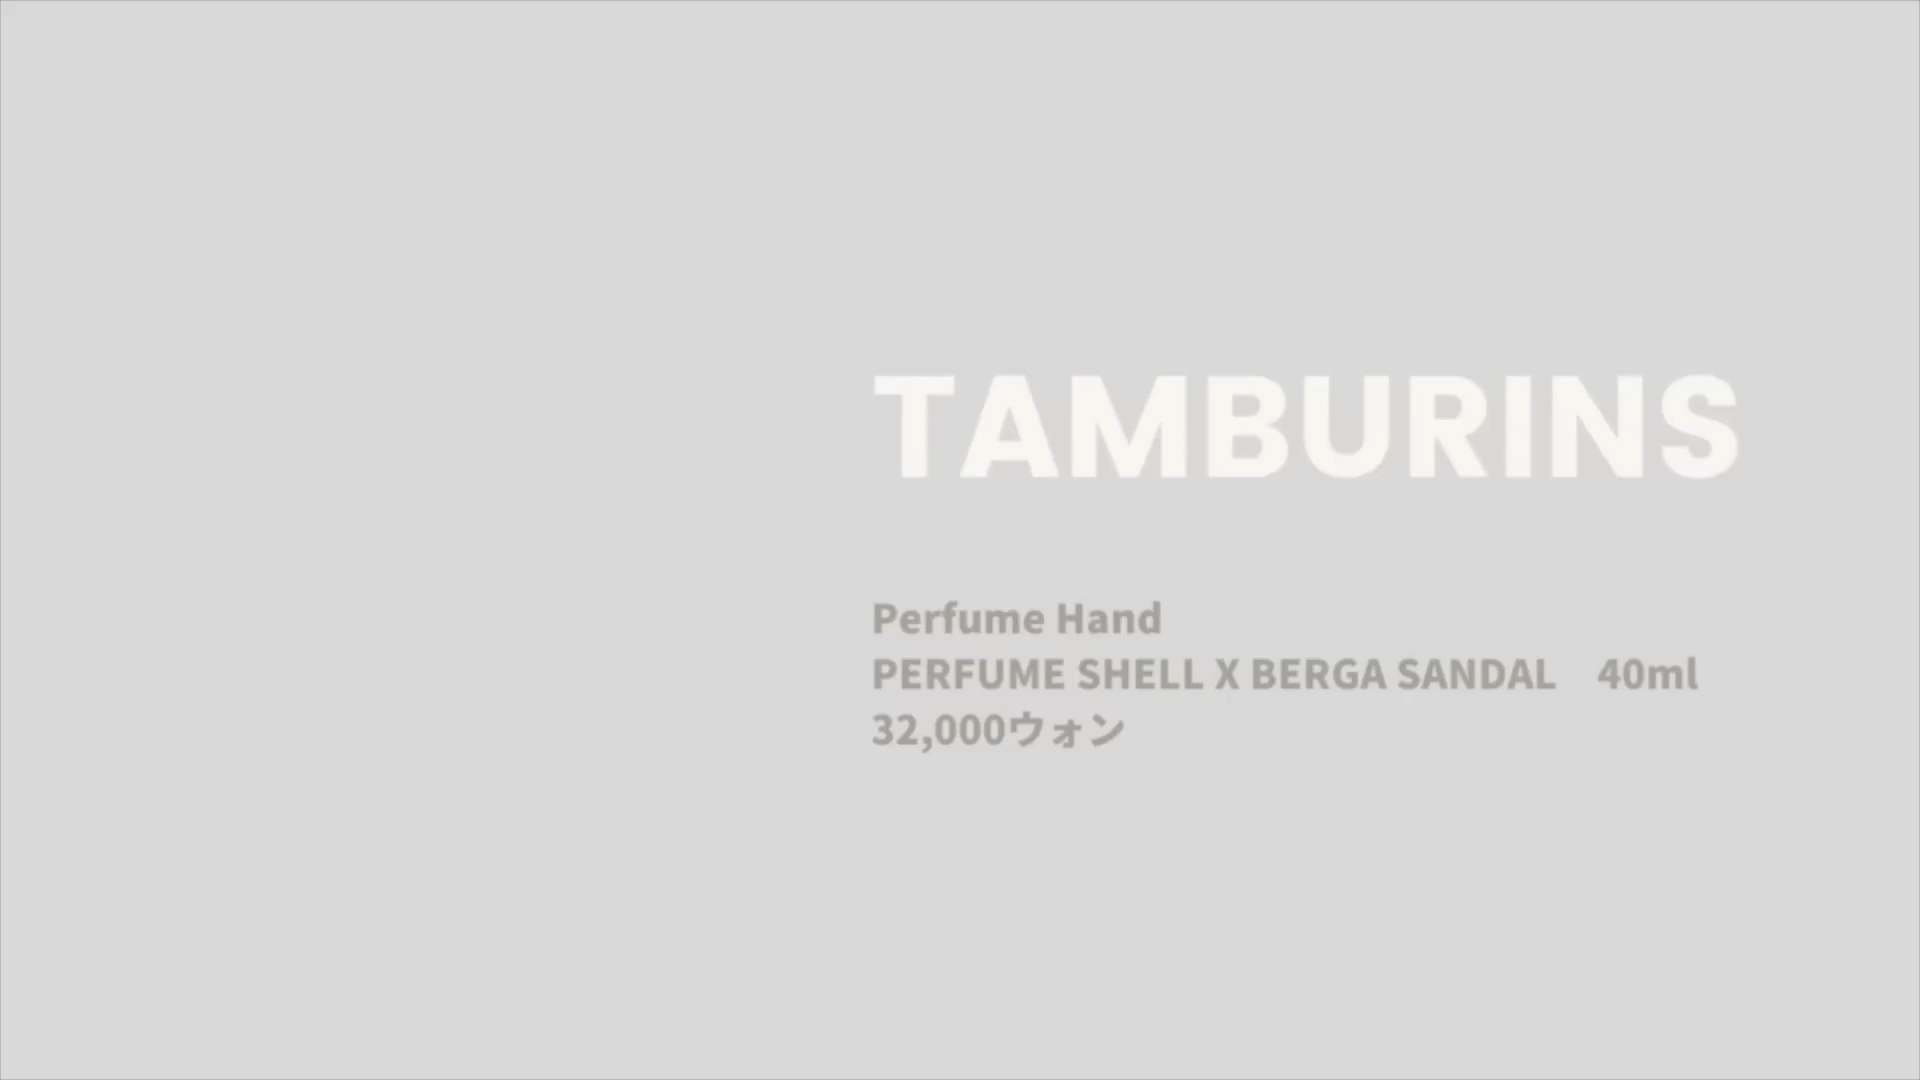 TAMBURINS
Perfume Hand
PERFUME SHELL X BERGA SANDAL　40ml
32,000ウォン